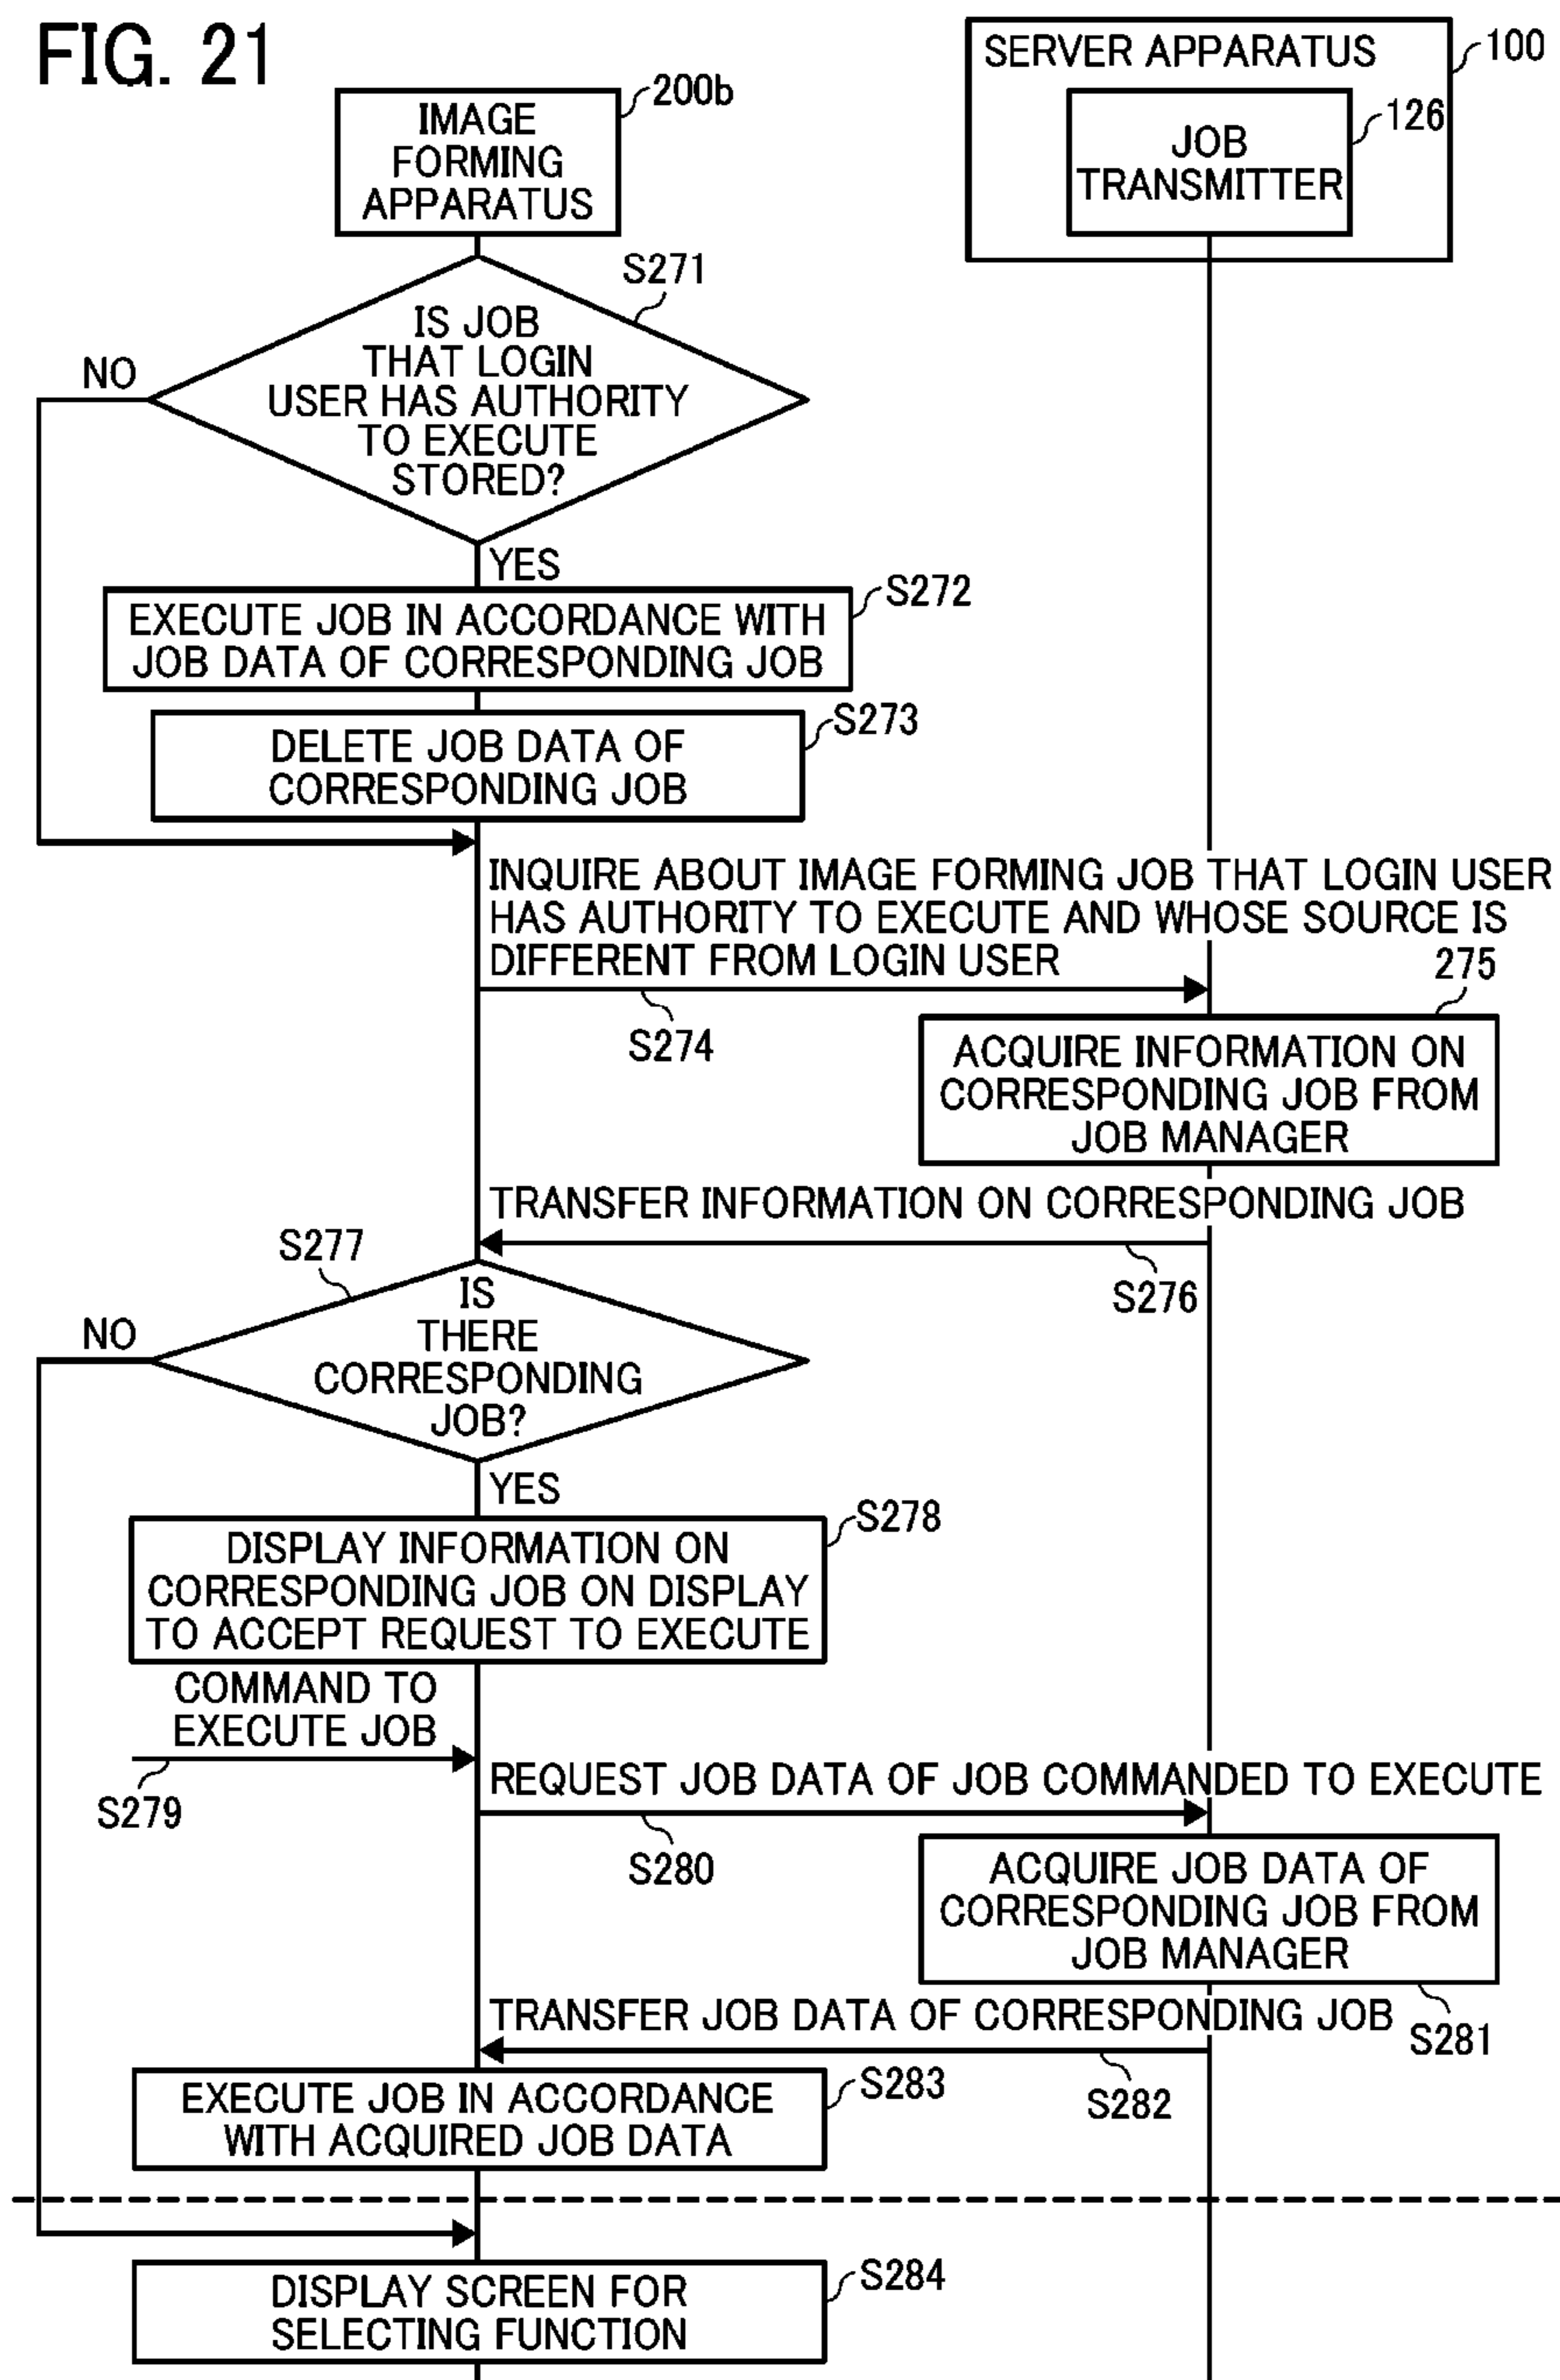 FIG. 21
SERVER APPARATUS
100
200b
IMAGE
FORMING
APPARATUS
126
JOB
TRANSMITTER
S271
IS JOB
THAT LOGIN
USER HAS AUTHORITY
TO EXECUTE
STORED?
NO
YES
S272
EXECUTE JOB IN ACCORDANCE WITH
JOB DATA OF CORRESPONDING JOB
S273
DELETE JOB DATA OF
CORRESPONDING JOB
INQUIRE ABOUT IMAGE FORMING JOB THAT LOGIN USER
HAS AUTHORITY TO EXECUTE AND WHOSE SOURCE IS
DIFFERENT FROM LOGIN USER
S274
275
ACQUIRE INFORMATION ON
CORRESPONDING JOB FROM
JOB MANAGER
TRANSFER INFORMATION ON CORRESPONDING JOB
S276
S277
IS
THERE
CORRESPONDING
JOB?
NO
YES
S278
DISPLAY INFORMATION ON
CORRESPONDING JOB ON DISPLAY
TO ACCEPT REQUEST TO EXECUTE
COMMAND TO
EXECUTE JOB
S279
REQUEST JOB DATA OF JOB COMMANDED TO EXECUTE
S280
ACQUIRE JOB DATA OF
CORRESPONDING JOB FROM
JOB MANAGER
S281
TRANSFER JOB DATA OF CORRESPONDING JOB
S282
S283
EXECUTE JOB IN ACCORDANCE
WITH ACQUIRED JOB DATA
S284
DISPLAY SCREEN FOR
SELECTING FUNCTION